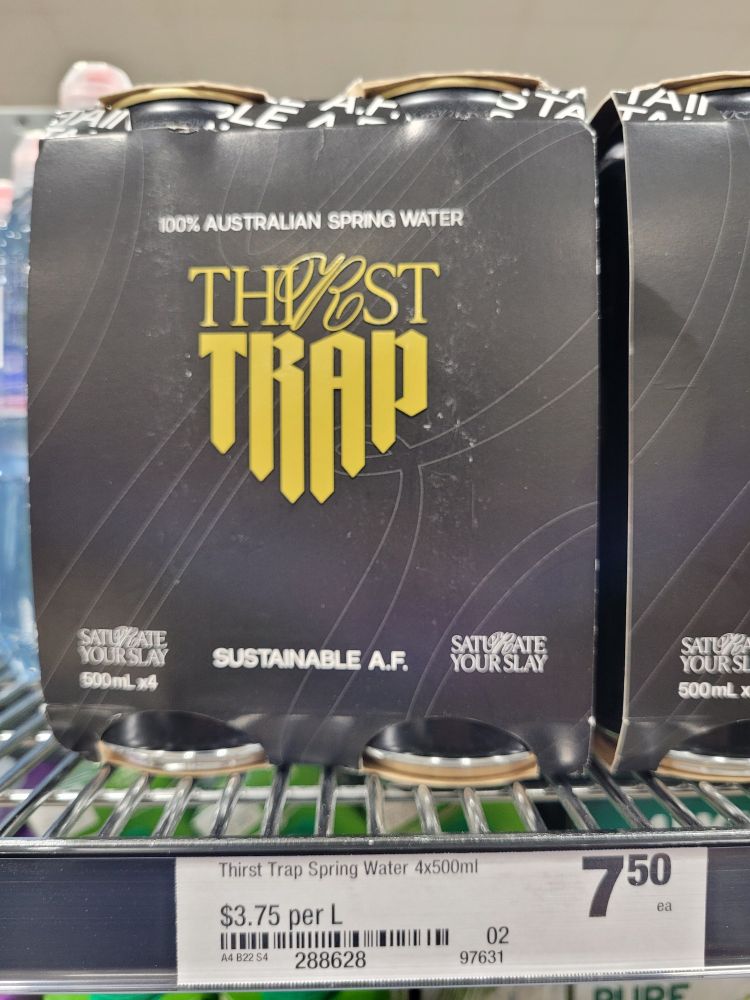 100% AUSTRALIAN SPRING WATER
THIRST
TRAP
SATURATE
YOUR SLAY
500mL x4
SUSTAINABLE A.F.
SATURATE
YOUR SLAY
500mL x
Thirst Trap Spring Water 4x500ml
$3.75 per L
7.50
ea
02
A4 B22 S4
288628
97631
PURE